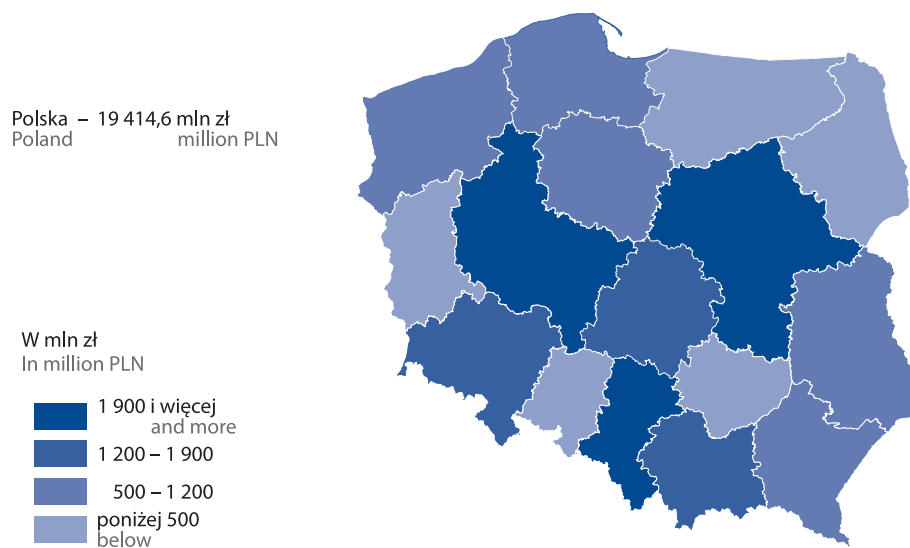 Polska – 19 414,6 mln zł
Poland million PLN
W mln zł
In million PLN
1 900 i więcej
and more
1 200 – 1 900
500 – 1 200
poniżej 500
below